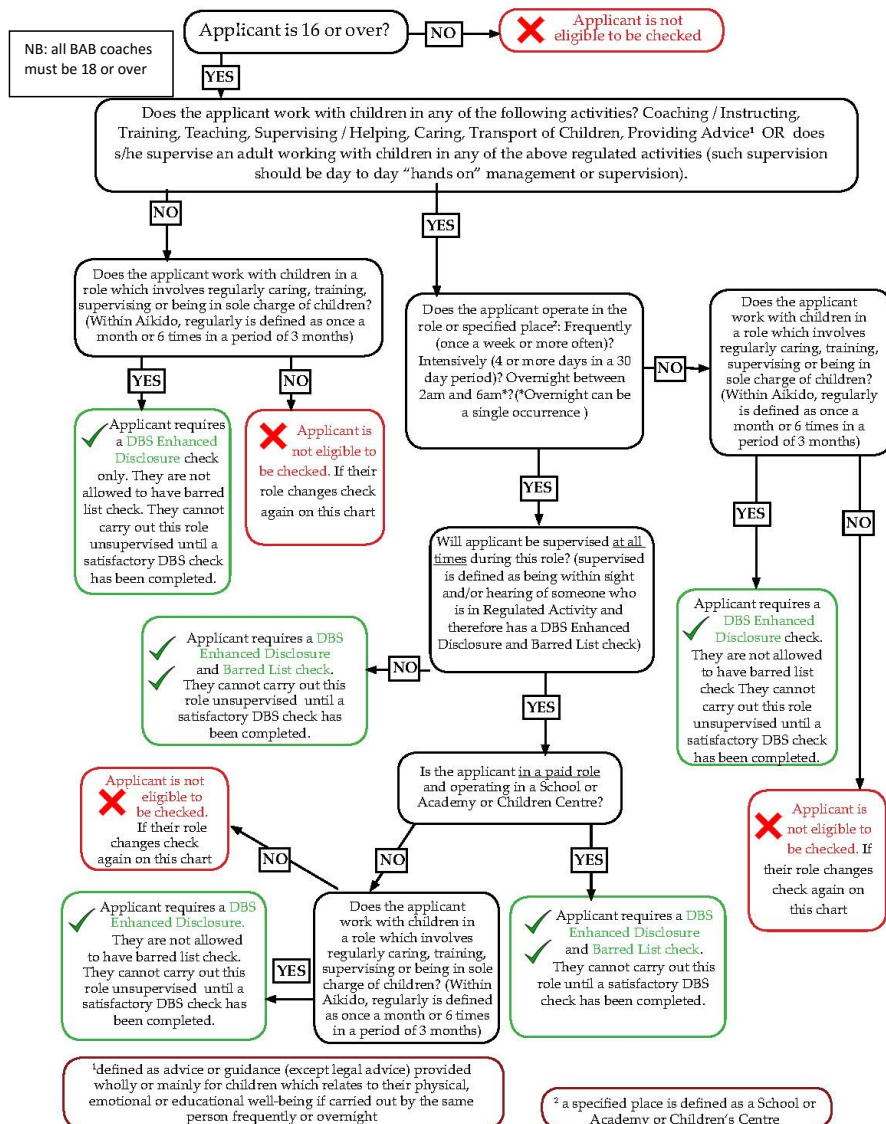 Applicant is 16 or over?
NO
Applicant is not
eligible to be checked
NB: all BAB coaches
must be 18 or over
YES
Does the applicant work with children in any of the following activities? Coaching / Instructing,
Training, Teaching, Supervising / Helping, Caring, Transport of Children, Providing Advice¹ OR does
s/he supervise an adult working with children in any of the above regulated activities (such supervision
should be day to day “hands on” management or supervision).
NO
YES
Does the applicant work with children in a
role which involves regularly caring, training,
supervising or being in sole charge of children?
(Within Aikido, regularly is defined as once a
month or 6 times in a period of 3 months)
YES
NO
Applicant requires
a DBS Enhanced
Disclosure check
only. They are not
allowed to have barred
list check. They cannot
carry out this role
unsupervised until a
satisfactory DBS check
has been completed.
Applicant is
not eligible to
be checked. If their
role changes check
again on this chart
Does the applicant operate in the
role or specified place²: Frequently
(once a week or more often)?
Intensively (4 or more days in a 30
day period)? Overnight between
2am and 6am*?(*Overnight can be
a single occurrence )
NO
Does the applicant
work with children in
a role which involves
regularly caring, training,
supervising or being in
sole charge of children?
(Within Aikido, regularly
is defined as once a
month or 6 times in a
period of 3 months)
YES
YES
NO
Will applicant be supervised at all
times during this role? (supervised
is defined as being within sight
and/or hearing of someone who
is in Regulated Activity and
therefore has a DBS Enhanced
Disclosure and Barred List check)
Applicant requires a
DBS Enhanced
Disclosure check.
They are not allowed
to have barred list
check They cannot
carry out this role
unsupervised until a
satisfactory DBS check
has been completed.
Applicant requires a DBS
Enhanced Disclosure
and Barred List check.
They cannot carry out this
role unsupervised until a
satisfactory DBS check has
been completed.
NO
YES
Is the applicant in a paid role
and operating in a School or
Academy or Children Centre?
Applicant is not
eligible to
be checked.
If their role
changes check
again on this chart
NO
NO
YES
Applicant is
not eligible to
be checked. If
their role changes
check again on
this chart
Applicant requires a DBS
Enhanced Disclosure.
They are not allowed
to have barred list check.
They cannot carry out this
role unsupervised until a
satisfactory DBS check has
been completed.
YES
Does the applicant
work with children in
a role which involves
regularly caring, training,
supervising or being in sole
charge of children? (Within
Aikido, regularly is defined
as once a month or 6 times
in a period of 3 months)
Applicant requires a DBS
Enhanced Disclosure
and Barred List check.
They cannot carry out this
role until a satisfactory DBS
check has been completed.
¹defined as advice or guidance (except legal advice) provided
wholly or mainly for children which relates to their physical,
emotional or educational well-being if carried out by the same
person frequently or overnight
² a specified place is defined as a School or
Academy or Children's Centre